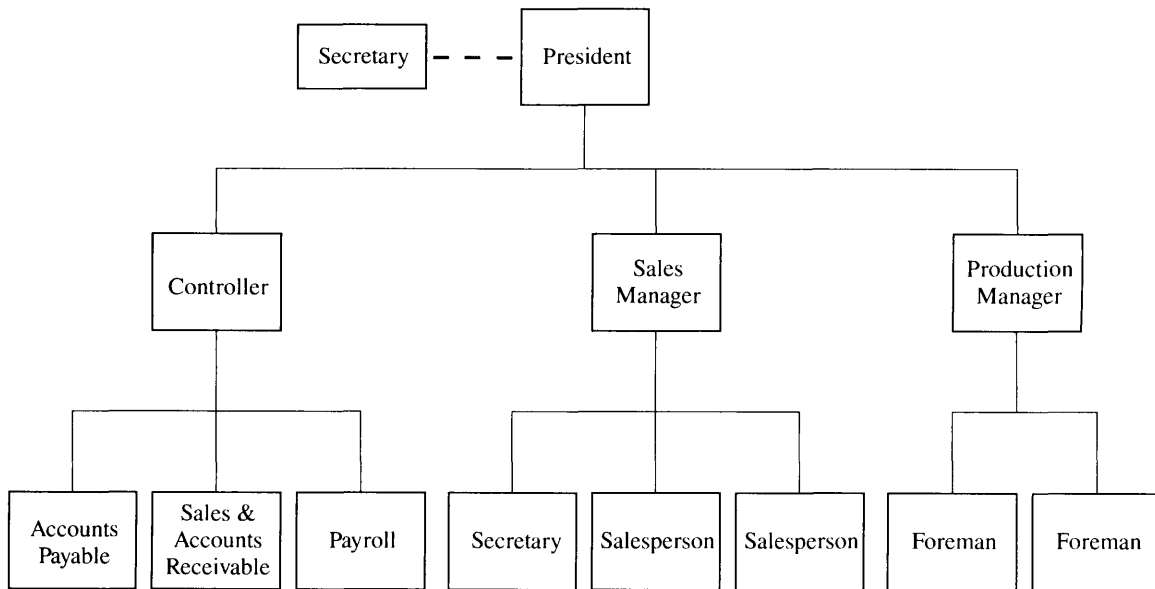 Secretary
President
Controller
Sales
Manager
Production
Manager
Accounts
Payable
Sales &
Accounts
Receivable
Payroll
Secretary
Salesperson
Salesperson
Foreman
Foreman